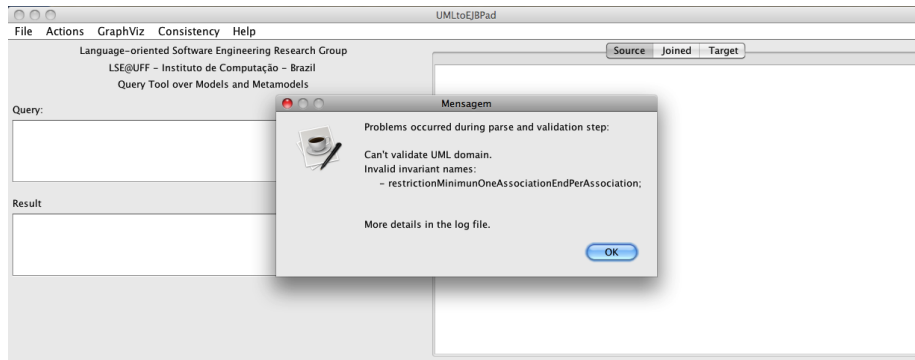 UMLtoEJBPad
File Actions GraphViz Consistency Help
Language-oriented Software Engineering Research Group
LSE@UFF - Instituto de Computação - Brazil
Query Tool over Models and Metamodels
Source Joined Target
Query:
Mensagem
Problems occurred during parse and validation step:
Can't validate UML domain.
Invalid invariant names:
- restrictionMinimunOneAssociationEndPerAssociation;
More details in the log file.
OK
Result